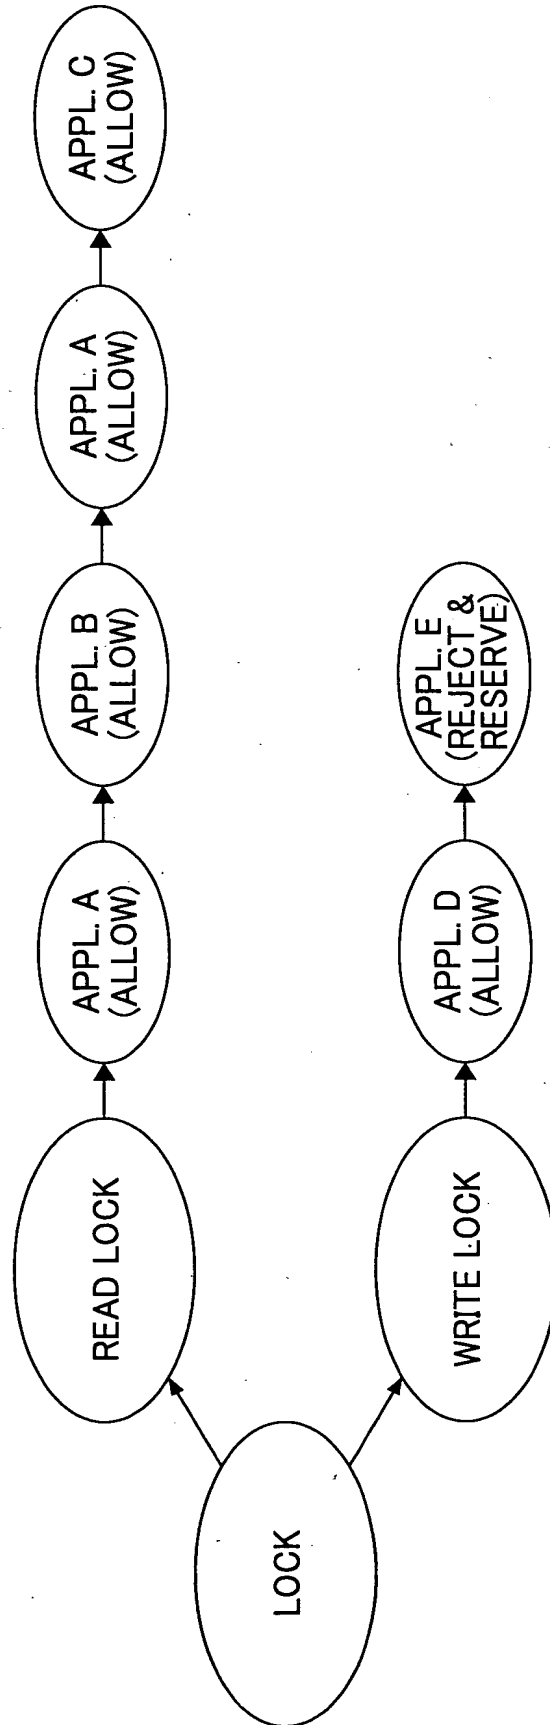 LOCK
READ LOCK
APPL. A
(ALLOW)
APPL. B
(ALLOW)
APPL. A
(ALLOW)
APPL. C
(ALLOW)
WRITE LOCK
APPL. D
(ALLOW)
APPL. E
(REJECT &
RESERVE)